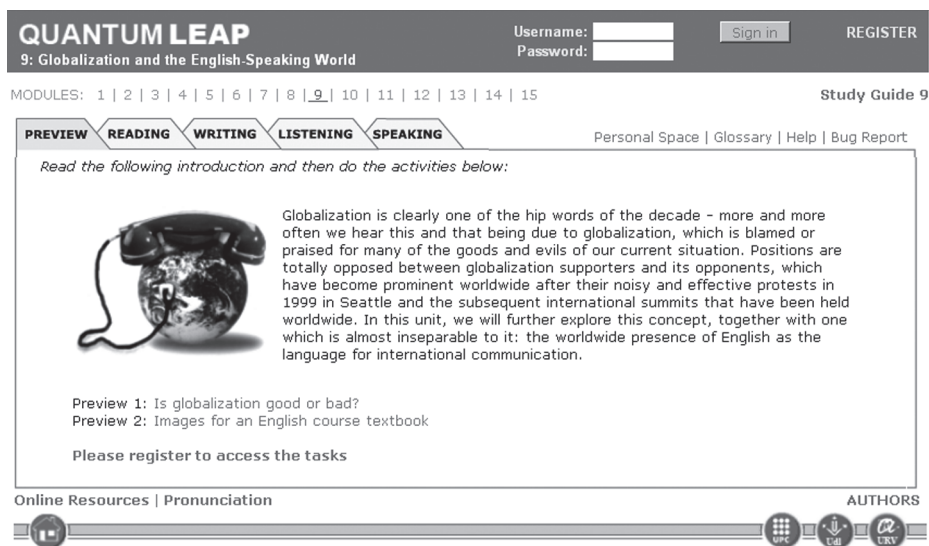 QUANTUM LEAP
9: Globalization and the English-Speaking World
Username:
Password:
Sign in
REGISTER
MODULES: 1 | 2 | 3 | 4 | 5 | 6 | 7 | 8 | 9 | 10 | 11 | 12 | 13 | 14 | 15
Study Guide 9
PREVIEW READING WRITING LISTENING SPEAKING
Personal Space | Glossary | Help | Bug Report
Read the following introduction and then do the activities below:
Globalization is clearly one of the hip words of the decade - more and more
often we hear this and that being due to globalization, which is blamed or
praised for many of the goods and evils of our current situation. Positions are
totally opposed between globalization supporters and its opponents, which
have become prominent worldwide after their noisy and effective protests in
1999 in Seattle and the subsequent international summits that have been held
worldwide. In this unit, we will further explore this concept, together with one
which is almost inseparable to it: the worldwide presence of English as the
language for international communication.
Preview 1: Is globalization good or bad?
Preview 2: Images for an English course textbook
Please register to access the tasks
Online Resources | Pronunciation
AUTHORS
UPC
UdL
URV